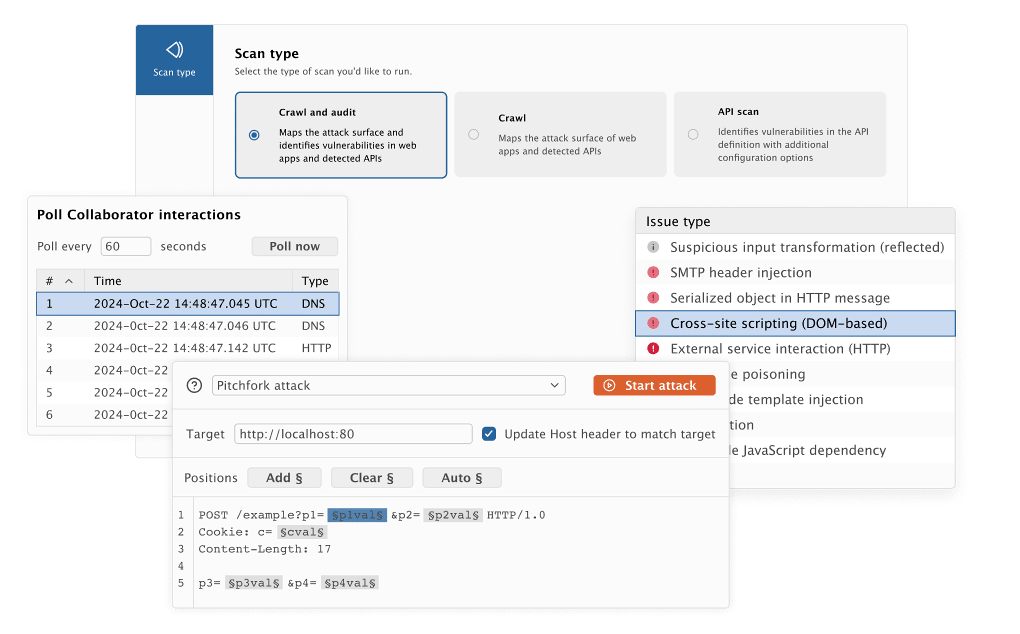 Scan type
Scan type
Select the type of scan you'd like to run.
Crawl and audit
Maps the attack surface and
identifies vulnerabilities in web
apps and detected APIs
Crawl
Maps the attack surface of web
apps and detected APIs
API scan
Identifies vulnerabilities in the API
definition with additional
configuration options
Poll Collaborator interactions
Poll every 60 seconds Poll now
# Time Type
1 2024-Oct-22 14:48:47.045 UTC DNS
2 2024-Oct-22 14:48:47.046 UTC DNS
3 2024-Oct-22 14:48:47.142 UTC HTTP
4 2024-Oct-22
5 2024-Oct-22
6 2024-Oct-22
Issue type
Suspicious input transformation (reflected)
SMTP header injection
Serialized object in HTTP message
Cross-site scripting (DOM-based)
External service interaction (HTTP)
e poisoning
de template injection
tion
le JavaScript dependency
? Pitchfork attack Start attack
Target http://localhost:80 Update Host header to match target
Positions Add § Clear § Auto §
1 POST /example?p1= §p1val§ &p2= §p2val§ HTTP/1.0
2 Cookie: c= §cval§
3 Content-Length: 17
4
5 p3= §p3val§ &p4= §p4val§